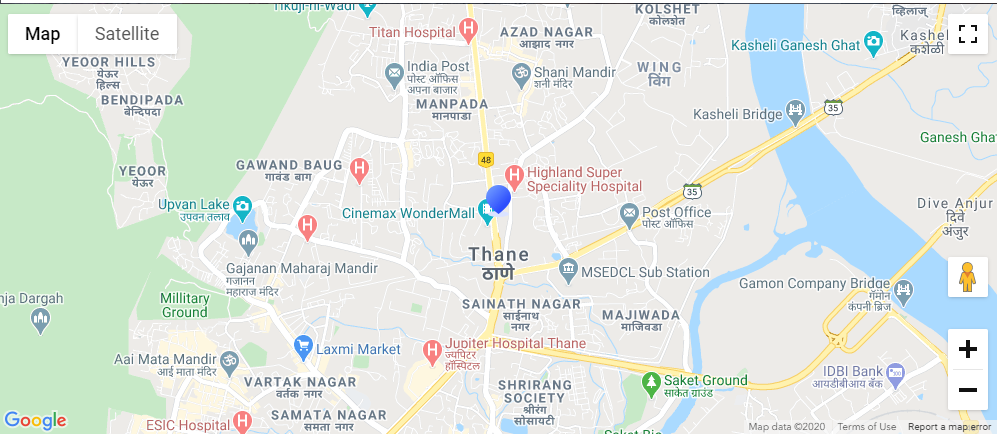 Tikuji-ni-Wadi
KOLSHET
कोलशेत
व्हिलाज्
Map
Satellite
Titan Hospital
AZAD NAGAR
आझाद नगर
Kasheli Ganesh Ghat
Kasheli
काशेली
YEOOR HILLS
येऊर
हिल्स
India Post
पोस्ट ऑफिस
अपना बाजार
Shani Mandir
शनी मंदिर
WING
विंग
BENDIPADA
बेन्दिपदा
MANPADA
मानपाडा
35
Kasheli Bridge
Ganesh Ghat
48
GAWAND BAUG
गावंड बाग
YEOOR
येऊर
Highland Super
Speciality Hospital
35
Upvan Lake
उपवन तलाव
Cinemax WonderMall
Post Office
पोस्ट ऑफिस
Dive Anjur
दिवे
अंजुर
Thane
ठाणे
Gajanan Maharaj Mandir
गजानन
महाराज मंदिर
MSEDCL Sub Station
Gamon Company Bridge
गॅमोन
कंपनी ब्रिज
nja Dargah
Millitary
Ground
SAINATH NAGAR
साईनाथ
नगर
MAJIWADA
माजिवडा
Laxmi Market
Jupiter Hospital Thane
ज्यपिटर
हॉस्पिटल
Aai Mata Mandir
आई माता मंदिर
IDBI Bank
आयडीबीआय बँक
VARTAK NAGAR
वर्तक नगर
SHRIRANG
SOCIETY
श्रीरंग
सोसायटी
Saket Ground
साकेत ग्राउंड
SAMATA NAGAR
समता नगर
Google
ESIC Hospital
Saket Bio
Map data ©2020
Terms of Use
Report a map error